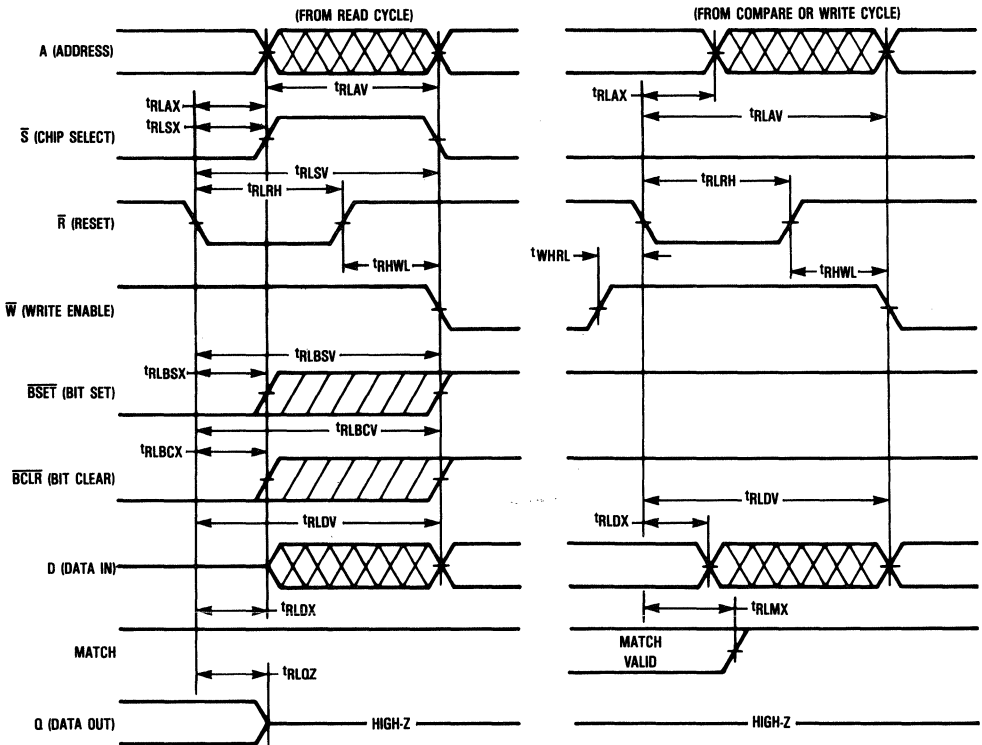 (FROM READ CYCLE) (FROM COMPARE OR WRITE CYCLE)
A (ADDRESS)
tRLAV
tRLAX tRLAX
tRLAV
tRLSX
S̅ (CHIP SELECT)
tRLSV
tRLRH tRLRH
R̅ (RESET)
tWHRL
tRHWL tRHWL
W̅ (WRITE ENABLE)
tRLBSV
tRLBSX
B̅S̅E̅T̅ (BIT SET)
tRLBCV
tRLBCX
B̅C̅L̅R̅ (BIT CLEAR)
tRLDV
tRLDV
tRLDX
D (DATA IN)
tRLDX tRLMX
MATCH MATCH
VALID
tRLQZ
Q (DATA OUT) HIGH-Z HIGH-Z